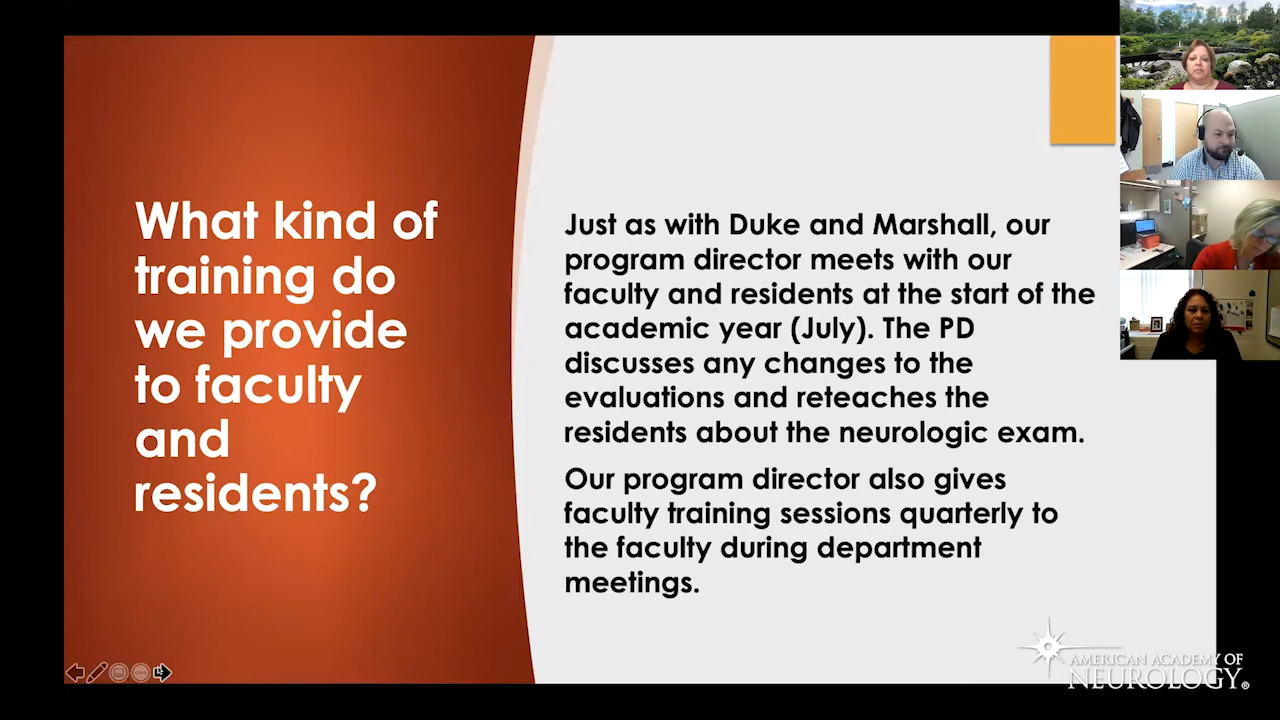 What kind of
training do
we provide
to faculty
and
residents?
Just as with Duke and Marshall, our
program director meets with our
faculty and residents at the start of the
academic year (July). The PD
discusses any changes to the
evaluations and reteaches the
residents about the neurologic exam.
Our program director also gives
faculty training sessions quarterly to
the faculty during department
meetings.
AMERICAN ACADEMY OF
NEUROLOGY®